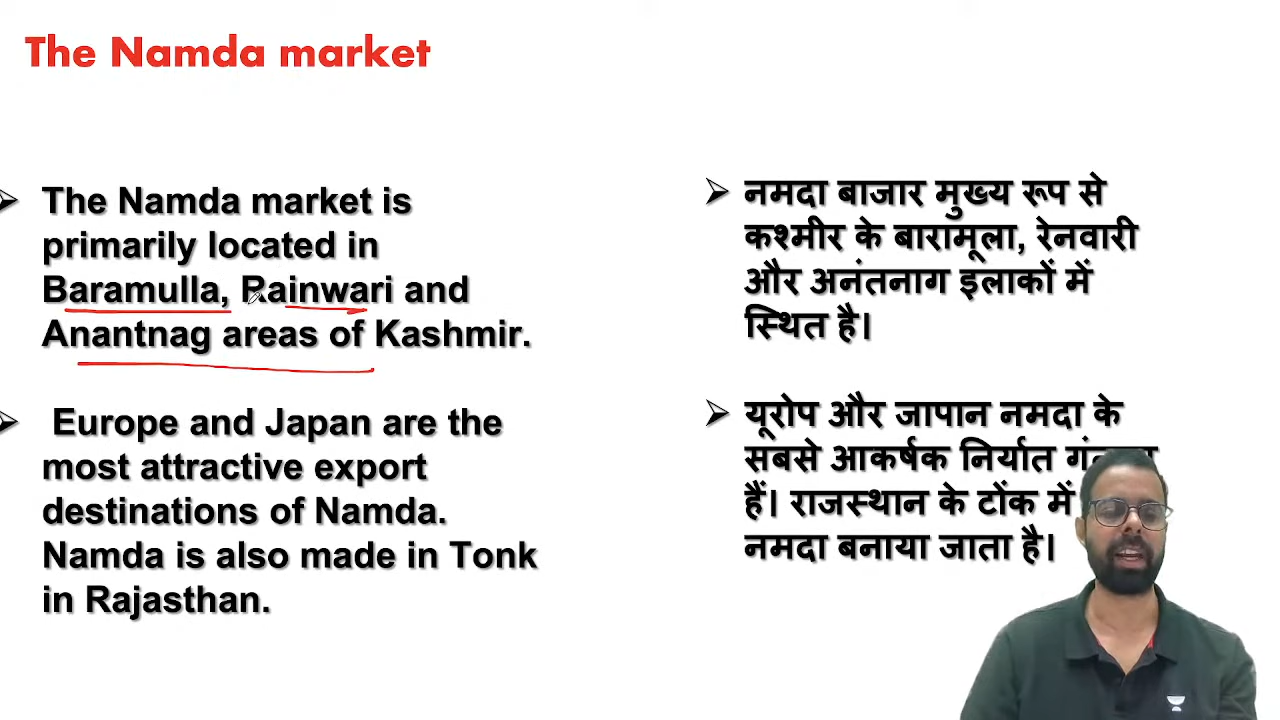 The Namda market
The Namda market is
primarily located in
Baramulla, Rainwari and
Anantnag areas of Kashmir.
Europe and Japan are the
most attractive export
destinations of Namda.
Namda is also made in Tonk
in Rajasthan.
नमदा बाजार मुख्य रूप से
कश्मीर के बारामूला, रेनवारी
और अनंतनाग इलाकों में
स्थित है।
यूरोप और जापान नमदा के
सबसे आकर्षक निर्यात
हैं। राजस्थान के टोंक में
नमदा बनाया जाता है।